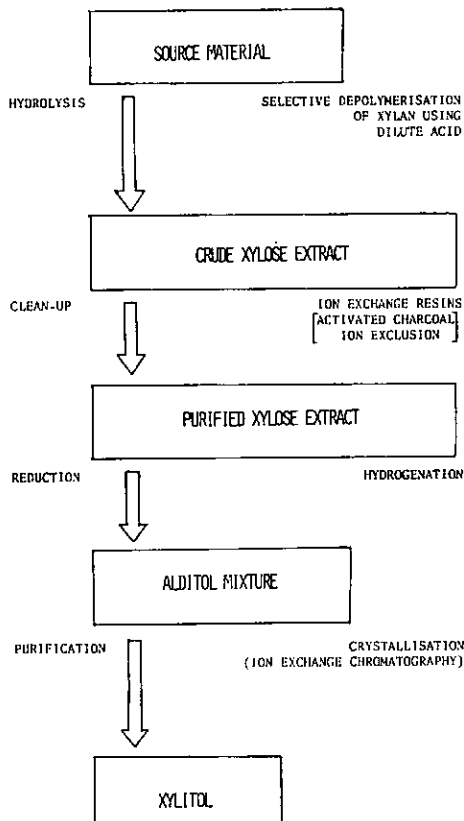 SOURCE MATERIAL
HYDROLYSIS
SELECTIVE DEPOLYMERISATION
OF XYLAN USING
DILUTE ACID
CRUDE XYLOSE EXTRACT
CLEAN-UP
ION EXCHANGE RESINS
[ACTIVATED CHARCOAL
ION EXCLUSION]
PURIFIED XYLOSE EXTRACT
REDUCTION
HYDROGENATION
ALDITOL MIXTURE
PURIFICATION
CRYSTALLISATION
(ION EXCHANGE CHROMATOGRAPHY)
XYLITOL